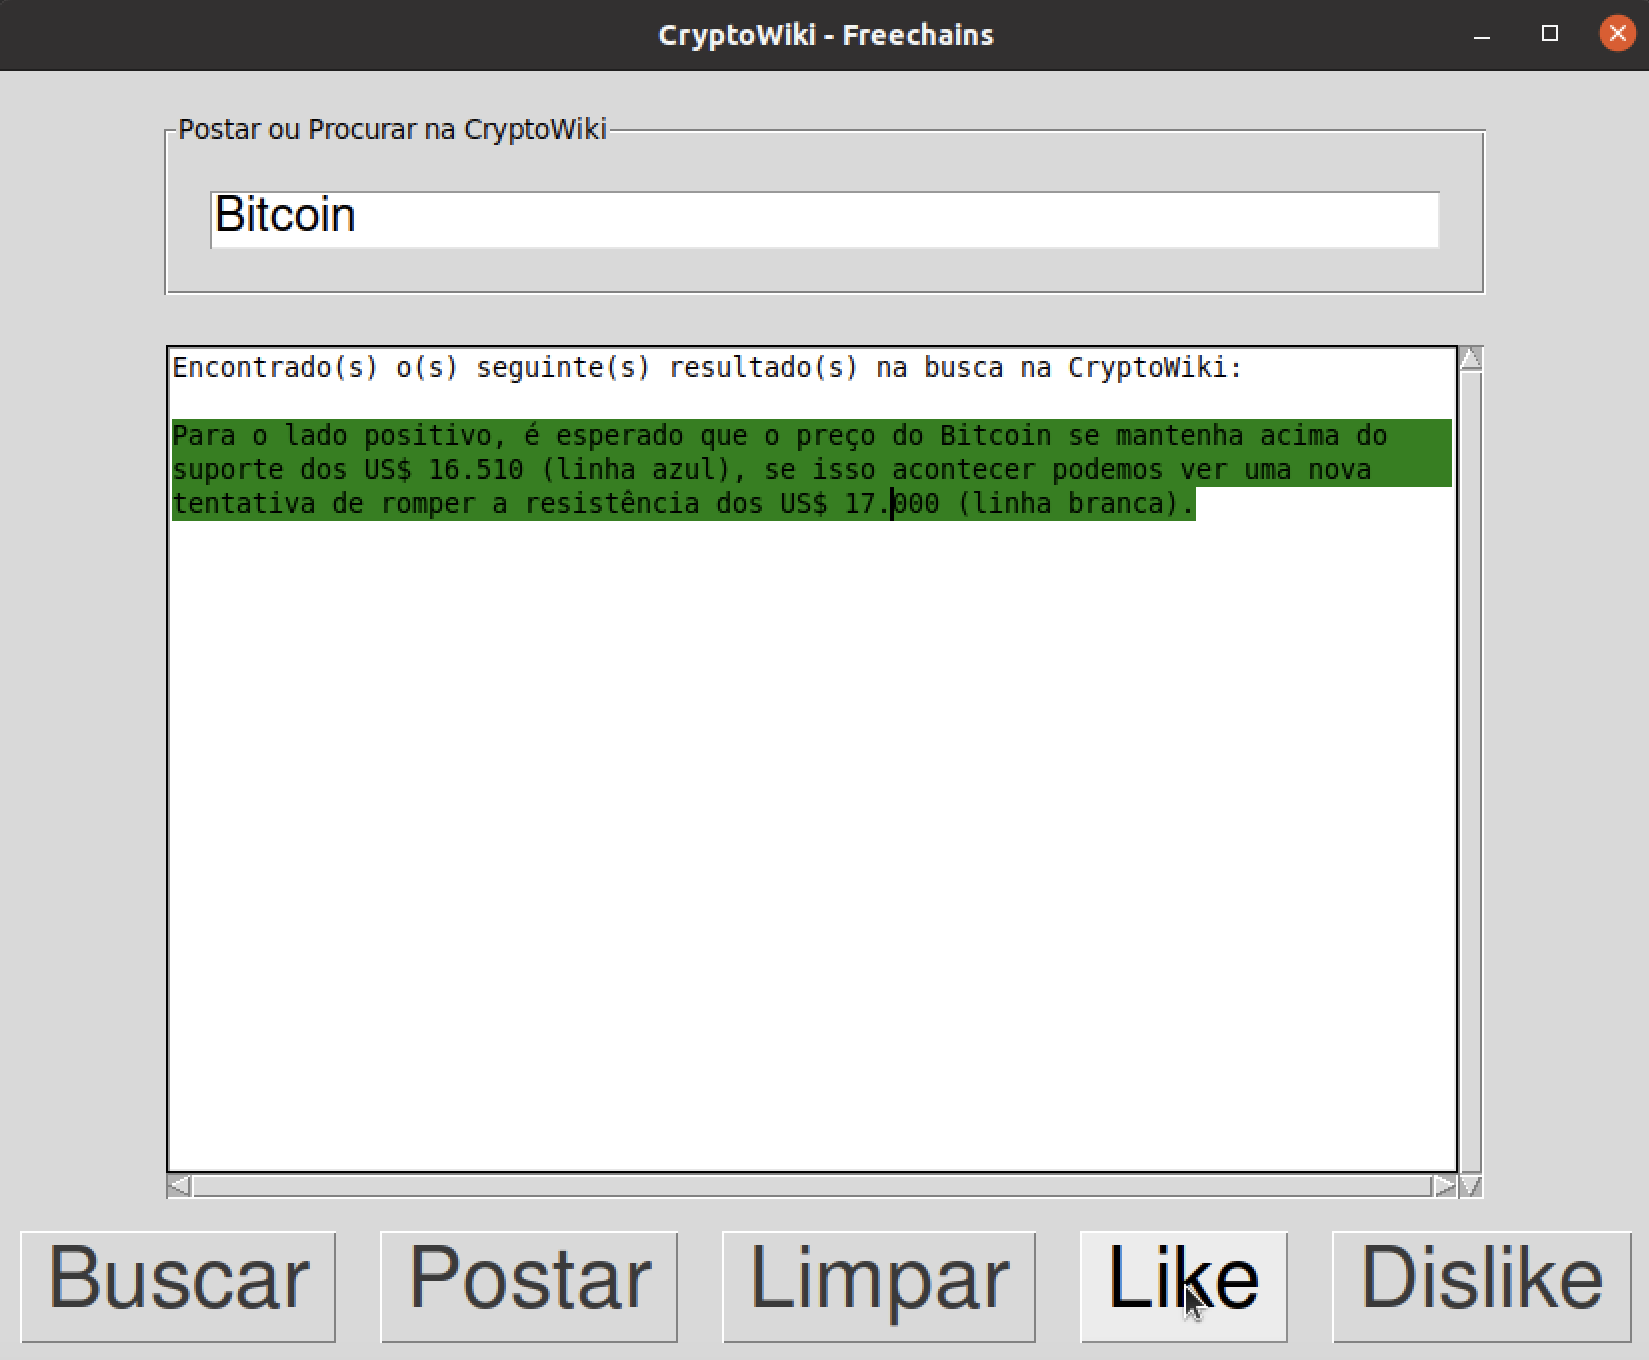 CryptoWiki - Freechains
Postar ou Procurar na CryptoWiki
Bitcoin
Encontrado(s) o(s) seguinte(s) resultado(s) na busca na CryptoWiki:
Para o lado positivo, é esperado que o preço do Bitcoin se mantenha acima do
suporte dos US$ 16.510 (linha azul), se isso acontecer podemos ver uma nova
tentativa de romper a resistência dos US$ 17.000 (linha branca).
Buscar Postar Limpar Like Dislike